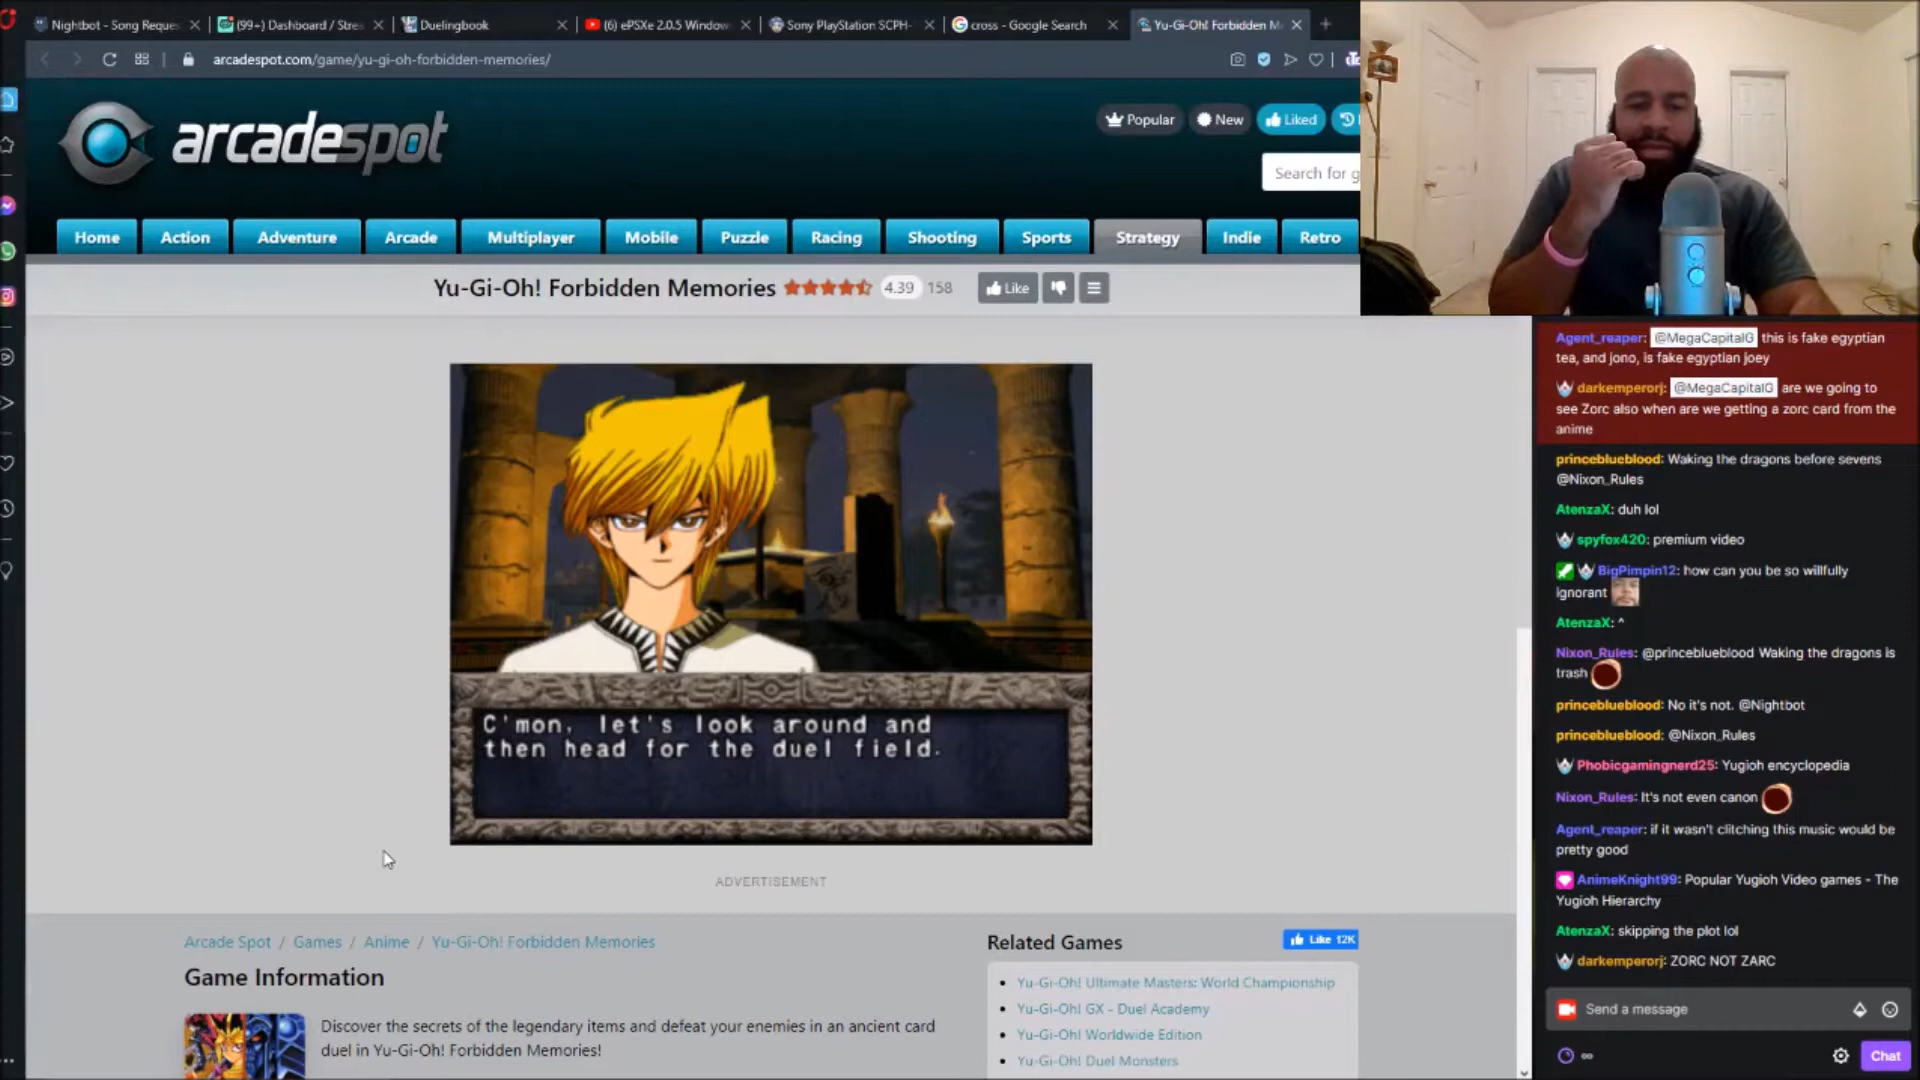 Nightbot - Song Reques
(99+) Dashboard / Stre
Duelingbook
(6) ePSXe 2.0.5 Window
Sony PlayStation SCPH-
cross - Google Search
Yu-Gi-Oh! Forbidden M
arcadespot.com/game/yu-gi-oh-forbidden-memories/
arcadespot
Popular
New
Liked
Search for g
Home
Action
Adventure
Arcade
Multiplayer
Mobile
Puzzle
Racing
Shooting
Sports
Strategy
Indie
Retro
Yu-Gi-Oh! Forbidden Memories
4.39
158
Like
C'mon, let's look around and
then head for the duel field.
ADVERTISEMENT
Arcade Spot / Games / Anime / Yu-Gi-Oh! Forbidden Memories
Game Information
Discover the secrets of the legendary items and defeat your enemies in an ancient card
duel in Yu-Gi-Oh! Forbidden Memories!
Related Games
Like 12K
Yu-Gi-Oh! Ultimate Masters: World Championship
Yu-Gi-Oh! GX - Duel Academy
Yu-Gi-Oh! Worldwide Edition
Yu-Gi-Oh! Duel Monsters
Agent_reaper: @MegaCapitalG this is fake egyptian
tea, and jono, is fake egyptian joey
darkemperorj: @MegaCapitalG are we going to
see Zorc also when are we getting a zorc card from the
anime
princeblueblood: Waking the dragons before sevens
@Nixon_Rules
AtenzaX: duh lol
spyfox420: premium video
BigPimpin12: how can you be so willfully
ignorant
AtenzaX: ^
Nixon_Rules: @princeblueblood Waking the dragons is
trash
princeblueblood: No it's not. @Nightbot
princeblueblood: @Nixon_Rules
Phobicgamingnerd25: Yugioh encyclopedia
Nixon_Rules: It's not even canon
Agent_reaper: if it wasn't clitching this music would be
pretty good
AnimeKnight99: Popular Yugioh Video games - The
Yugioh Hierarchy
AtenzaX: skipping the plot lol
darkemperorj: ZORC NOT ZARC
Send a message
Chat